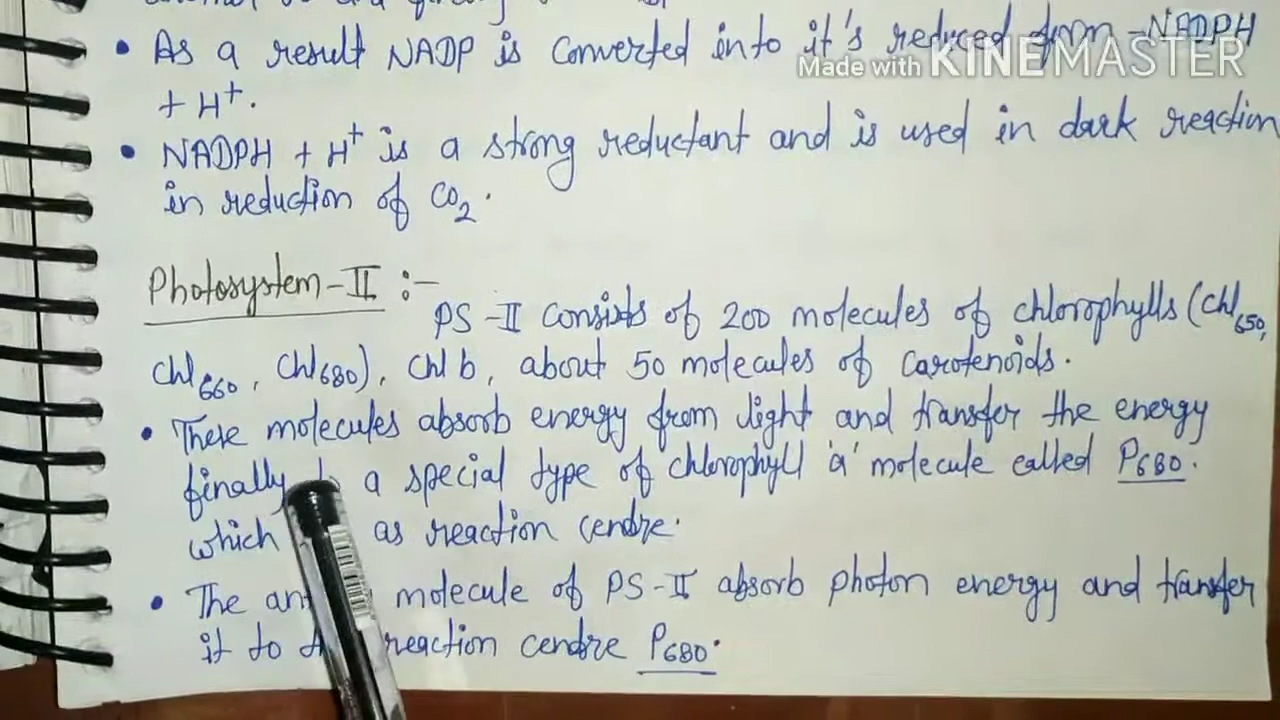 • As a result NADP is converted into it's reduced from - NADPH
Made with KINEMASTER
+ H+.
• NADPH + H+ is a strong reductant and is used in dark reaction
in reduction of CO2.
Photosystem-II :-
PS-II consists of 200 molecules of chlorophylls (chl650,
chl660, chl680), chl b, about 50 molecules of carotenoids.
• These molecules absorb energy from light and transfer the energy
finally a special type of chlorophyll 'a' molecule called P680.
which as reaction centre.
• The molecule of PS-II absorb photon energy and transfer
it to reaction centre P680.